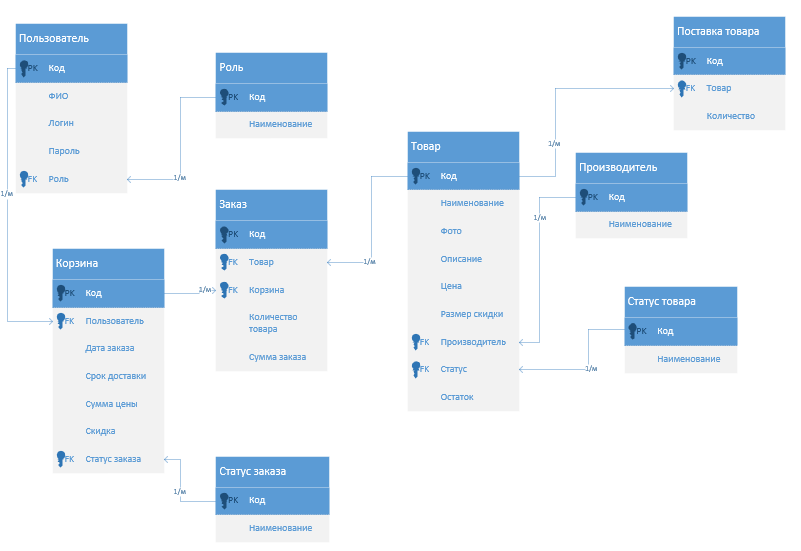 Пользователь
PK Код
ФИО
Логин
Пароль
FK Роль
Роль
PK Код
Наименование
Заказ
PK Код
FK Товар
FK Корзина
Количество
товара
Сумма заказа
Корзина
PK Код
FK Пользователь
Дата заказа
Срок доставки
Сумма цены
Скидка
FK Статус заказа
Статус заказа
PK Код
Наименование
Товар
PK Код
Наименование
Фото
Описание
Цена
Размер скидки
FK Производитель
FK Статус
Остаток
Поставка товара
PK Код
FK Товар
Количество
Производитель
PK Код
Наименование
Статус товара
PK Код
Наименование
1/м
1/м
1/м
1/м
1/м
1/м
1/м
1/м